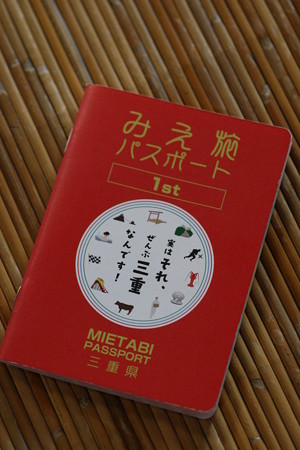 みえ旅
パスポート
1st
実はそれ、
ぜんぶ三重
なんです！
MIETABI
PASSPORT
三重県